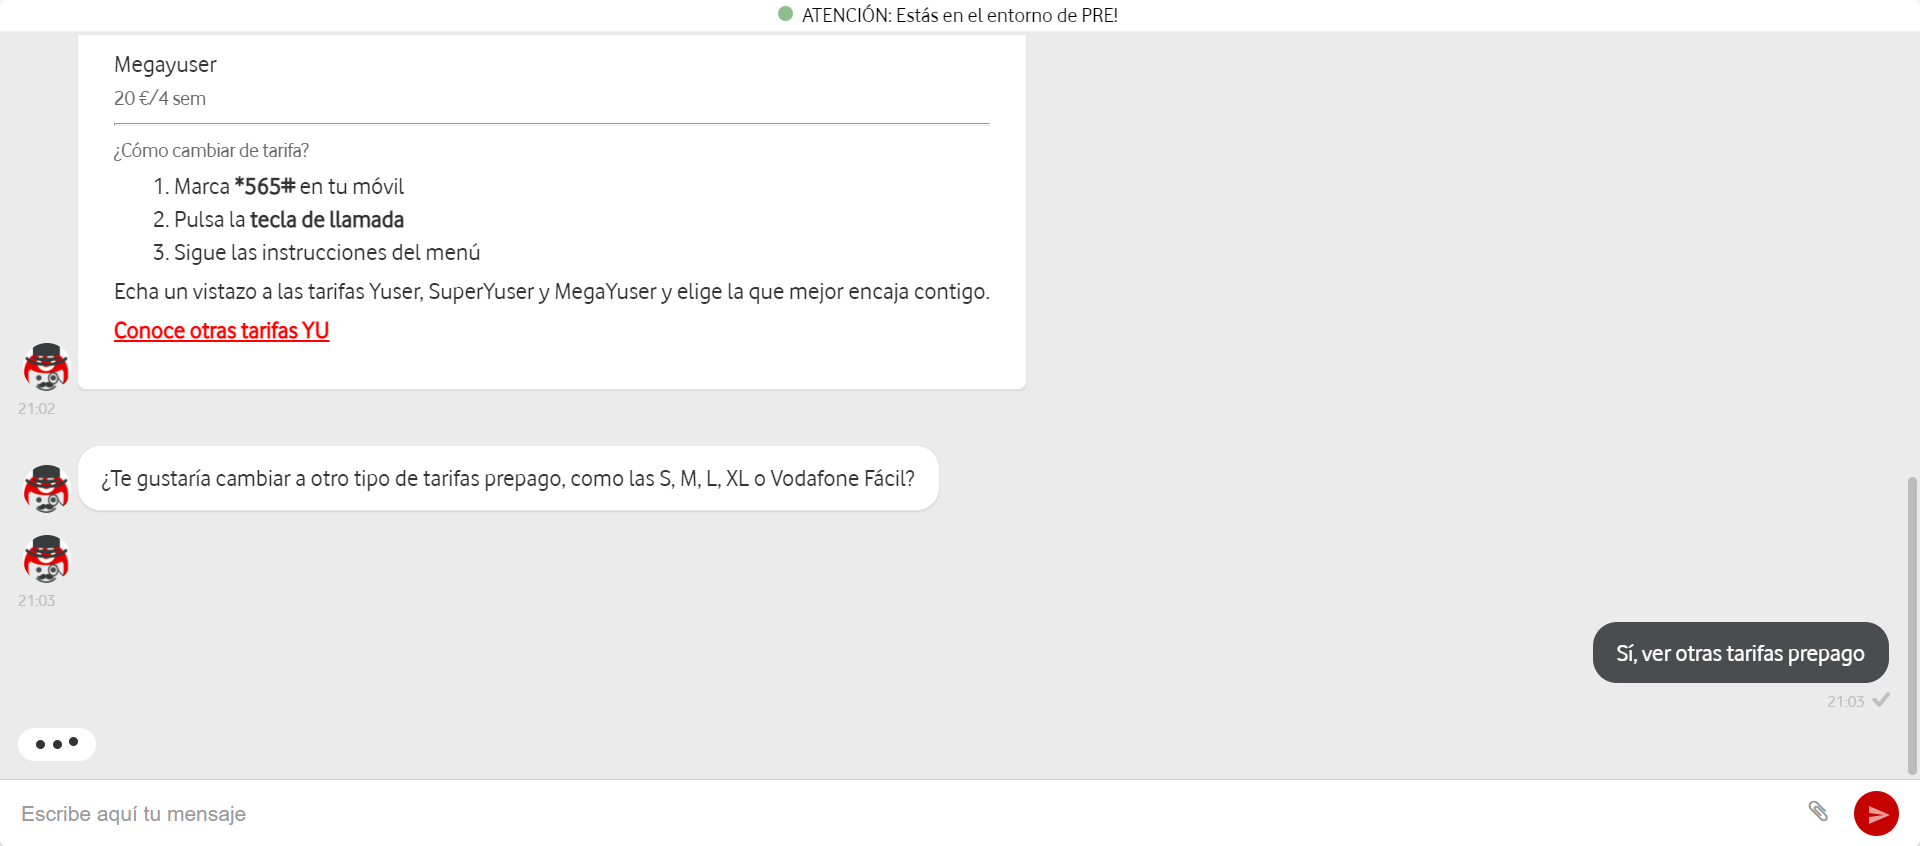 ATENCIÓN: Estás en el entorno de PRE!
Megayuser
20 €/4 sem
¿Cómo cambiar de tarifa?
1. Marca *565# en tu móvil
2. Pulsa la tecla de llamada
3. Sigue las instrucciones del menú
Echa un vistazo a las tarifas Yuser, SuperYuser y MegaYuser y elige la que mejor encaja contigo.
Conoce otras tarifas YU
21:02
¿Te gustaría cambiar a otro tipo de tarifas prepago, como las S, M, L, XL o Vodafone Fácil?
21:03
Sí, ver otras tarifas prepago
21:03
Escribe aquí tu mensaje